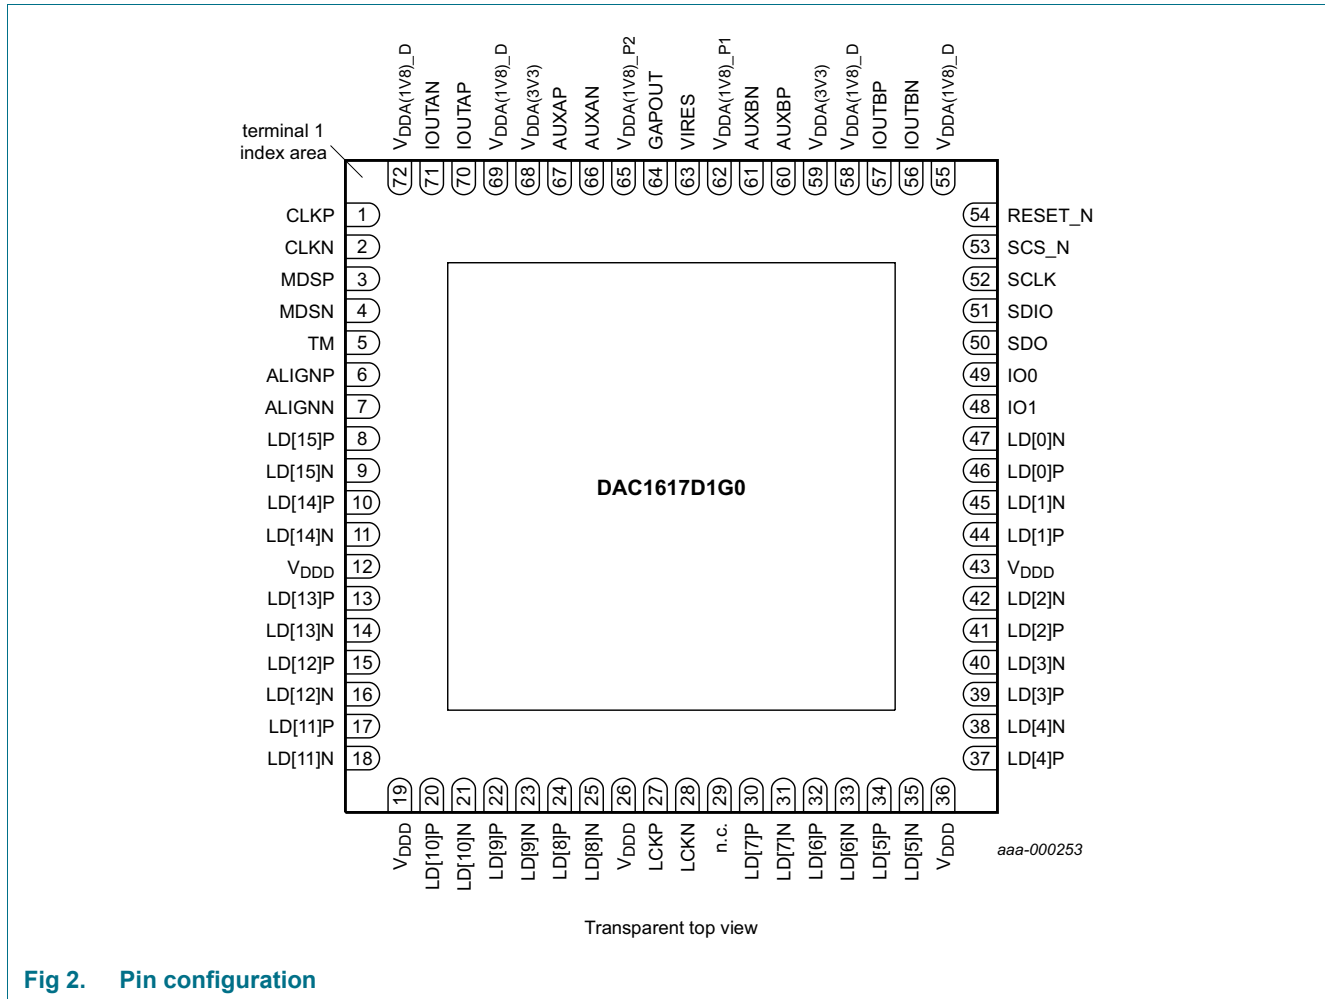 VDDA(1V8)_D
IOUTAN
IOUTAP
VDDA(1V8)_D
VDDA(3V3)
AUXAP
AUXAN
VDDA(1V8)_P2
GAPOUT
VIRES
VDDA(1V8)_P1
AUXBN
AUXBP
VDDA(3V3)
VDDA(1V8)_D
IOUTBP
IOUTBN
VDDA(1V8)_D
terminal 1
index area
72 71 70 69 68 67 66 65 64 63 62 61 60 59 58 57 56 55
CLKP 1
CLKN 2
MDSP 3
MDSN 4
TM 5
ALIGNP 6
ALIGNN 7
LD[15]P 8
LD[15]N 9
LD[14]P 10
LD[14]N 11
VDDD 12
LD[13]P 13
LD[13]N 14
LD[12]P 15
LD[12]N 16
LD[11]P 17
LD[11]N 18
DAC1617D1G0
54 RESET_N
53 SCS_N
52 SCLK
51 SDIO
50 SDO
49 IO0
48 IO1
47 LD[0]N
46 LD[0]P
45 LD[1]N
44 LD[1]P
43 VDDD
42 LD[2]N
41 LD[2]P
40 LD[3]N
39 LD[3]P
38 LD[4]N
37 LD[4]P
19 20 21 22 23 24 25 26 27 28 29 30 31 32 33 34 35 36
VDDD
LD[10]P
LD[10]N
LD[9]P
LD[9]N
LD[8]P
LD[8]N
VDDD
LCKP
LCKN
n.c.
LD[7]P
LD[7]N
LD[6]P
LD[6]N
LD[5]P
LD[5]N
VDDD
aaa-000253
Transparent top view
Fig 2. Pin configuration